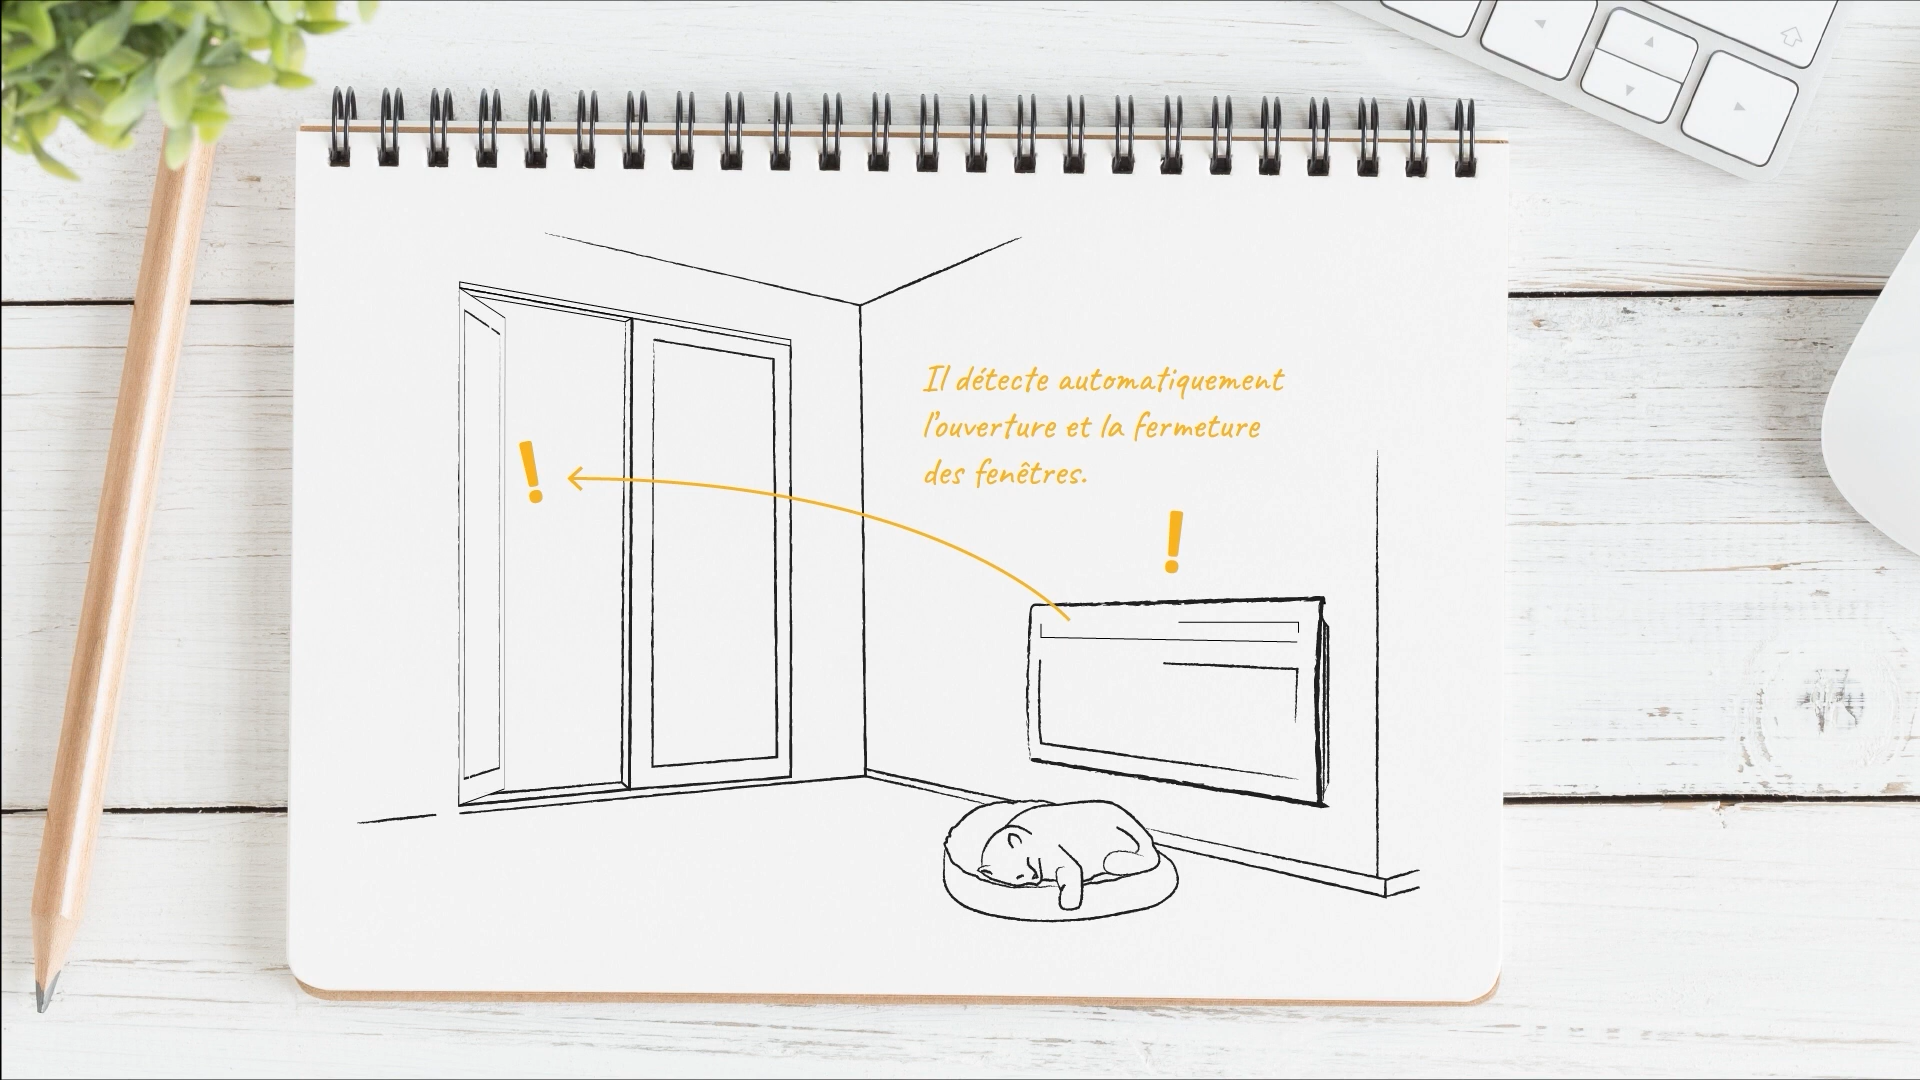 Il détecte automatiquement
l'ouverture et la fermeture
des fenêtres.
!
!